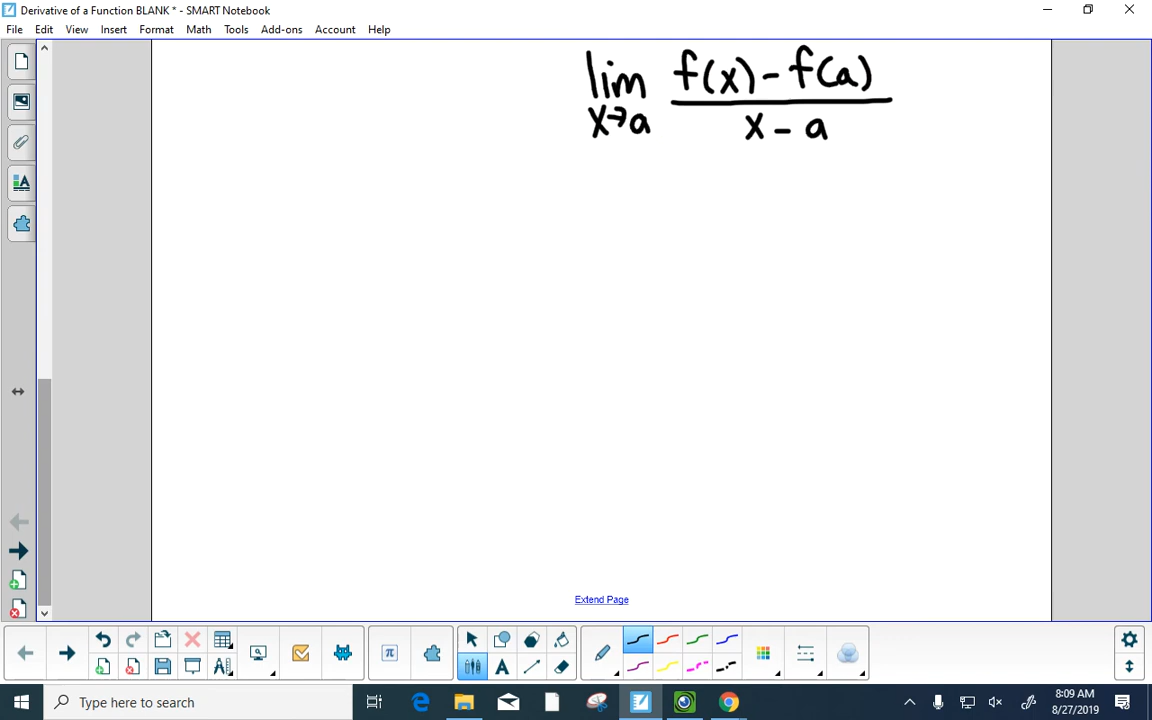 Derivative of a Function BLANK * - SMART Notebook
File Edit View Insert Format Math Tools Add-ons Account Help
lim f(x) - f(a)
x→a x - a
Extend Page
Type here to search
8:09 AM
8/27/2019